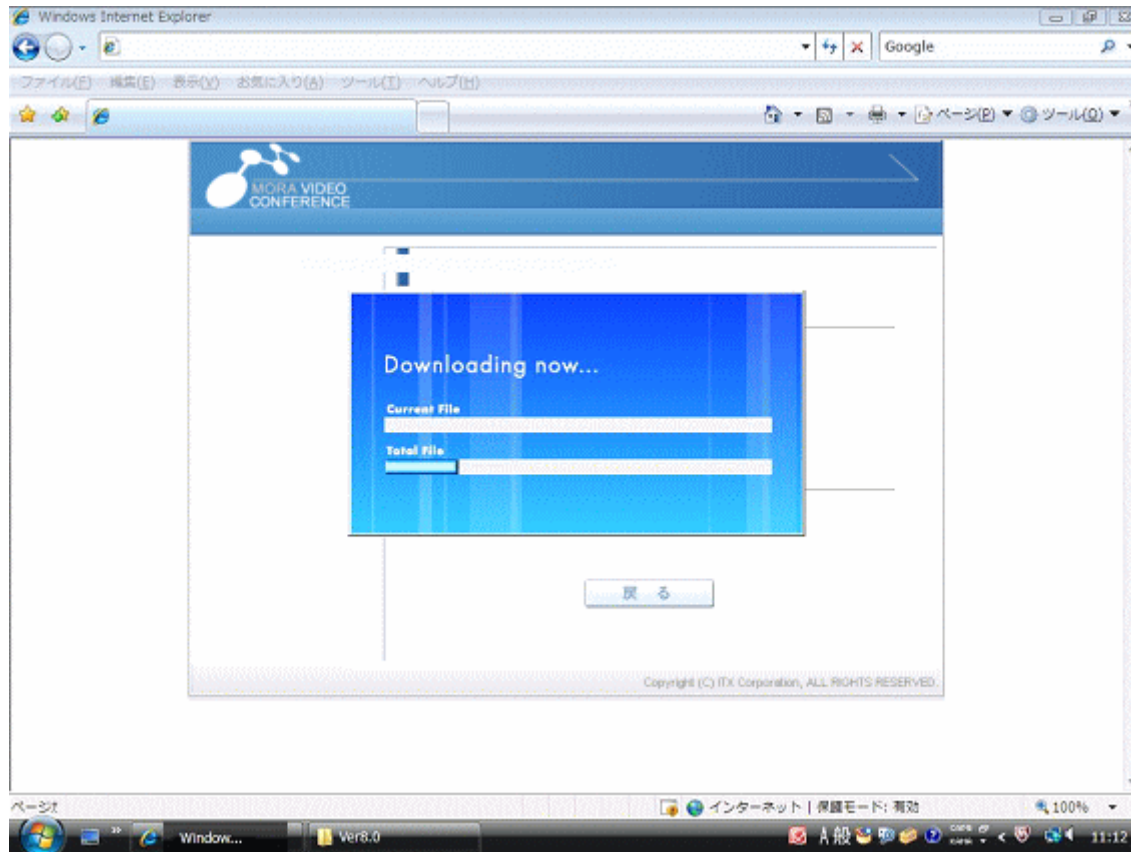 Windows Internet Explorer
Google
ファイル(F) 編集(E) 表示(V) お気に入り(A) ツール(T) ヘルプ(H)
ページ(P) ツール(O)
MORA VIDEO
CONFERENCE
Downloading now...
Current File
Total File
戻 る
Copyright (C) ITX Corporation, ALL RIGHTS RESERVED.
インターネット | 保護モード: 有効 100%
Window... Ver8.0 A 般 11:12